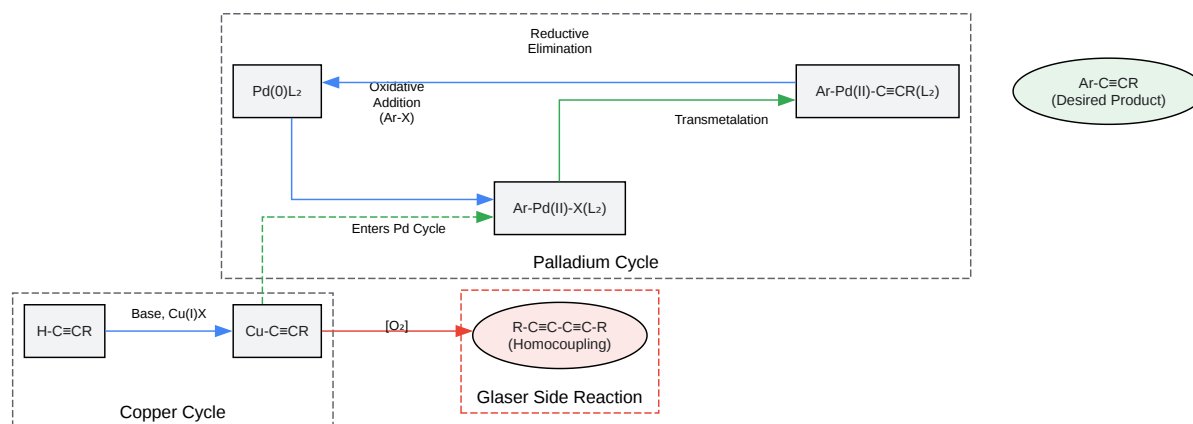 Reductive
Elimination
Pd(0)L₂
Oxidative
Addition
(Ar-X)
Ar-Pd(II)-C≡CR(L₂)
Ar-C≡CR
(Desired Product)
Transmetalation
Ar-Pd(II)-X(L₂)
Enters Pd Cycle
Palladium Cycle
H-C≡CR
Base, Cu(I)X
Cu-C≡CR
[O₂]
R-C≡C-C≡C-R
(Homocoupling)
Glaser Side Reaction
Copper Cycle